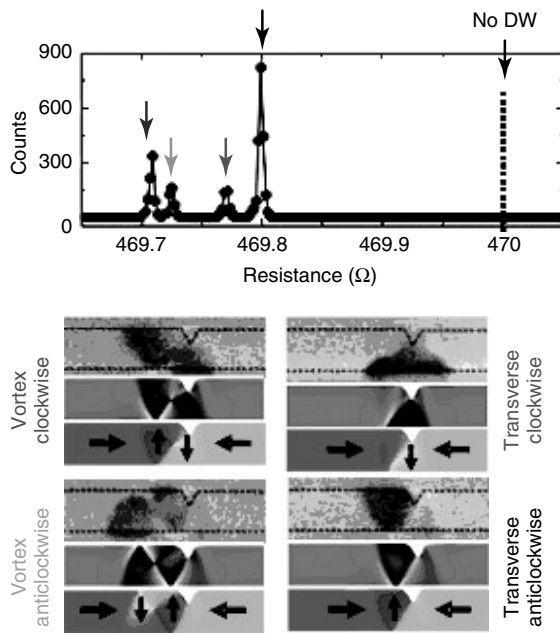 No DW
900
600
300
0
Counts
469.7 469.8 469.9 470
Resistance (Ω)
Vortex
clockwise
Transverse
clockwise
Vortex
anticlockwise
Transverse
anticlockwise